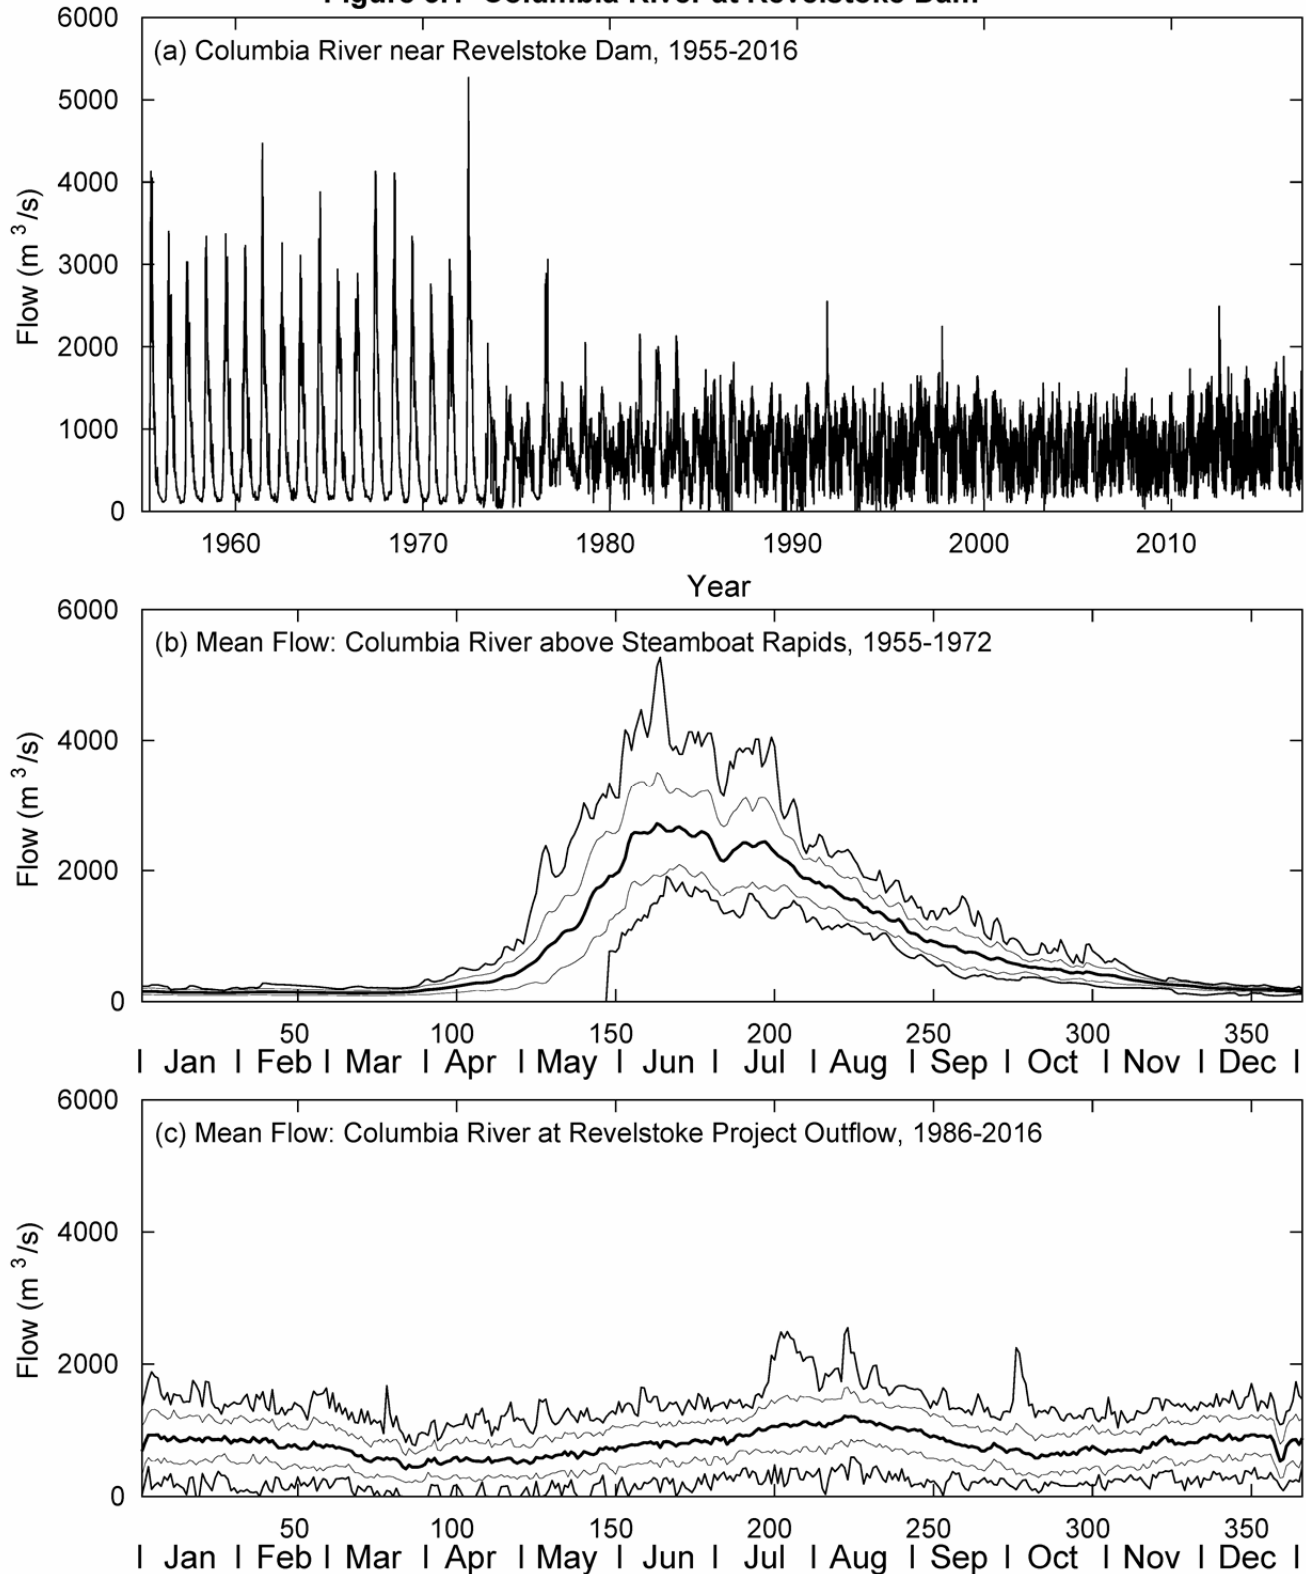 Figure 3.7 Columbia River at Revelstoke Dam
6000
(a) Columbia River near Revelstoke Dam, 1955-2016
5000
4000
3000
2000
1000
0
Flow (m 3 /s)
1960 1970 1980 1990 2000 2010
Year
6000
(b) Mean Flow: Columbia River above Steamboat Rapids, 1955-1972
4000
2000
0
Flow (m 3 /s)
50 100 150 200 250 300 350
I Jan I Feb I Mar I Apr I May I Jun I Jul I Aug I Sep I Oct I Nov I Dec I
6000
(c) Mean Flow: Columbia River at Revelstoke Project Outflow, 1986-2016
4000
2000
0
Flow (m 3 /s)
50 100 150 200 250 300 350
I Jan I Feb I Mar I Apr I May I Jun I Jul I Aug I Sep I Oct I Nov I Dec I